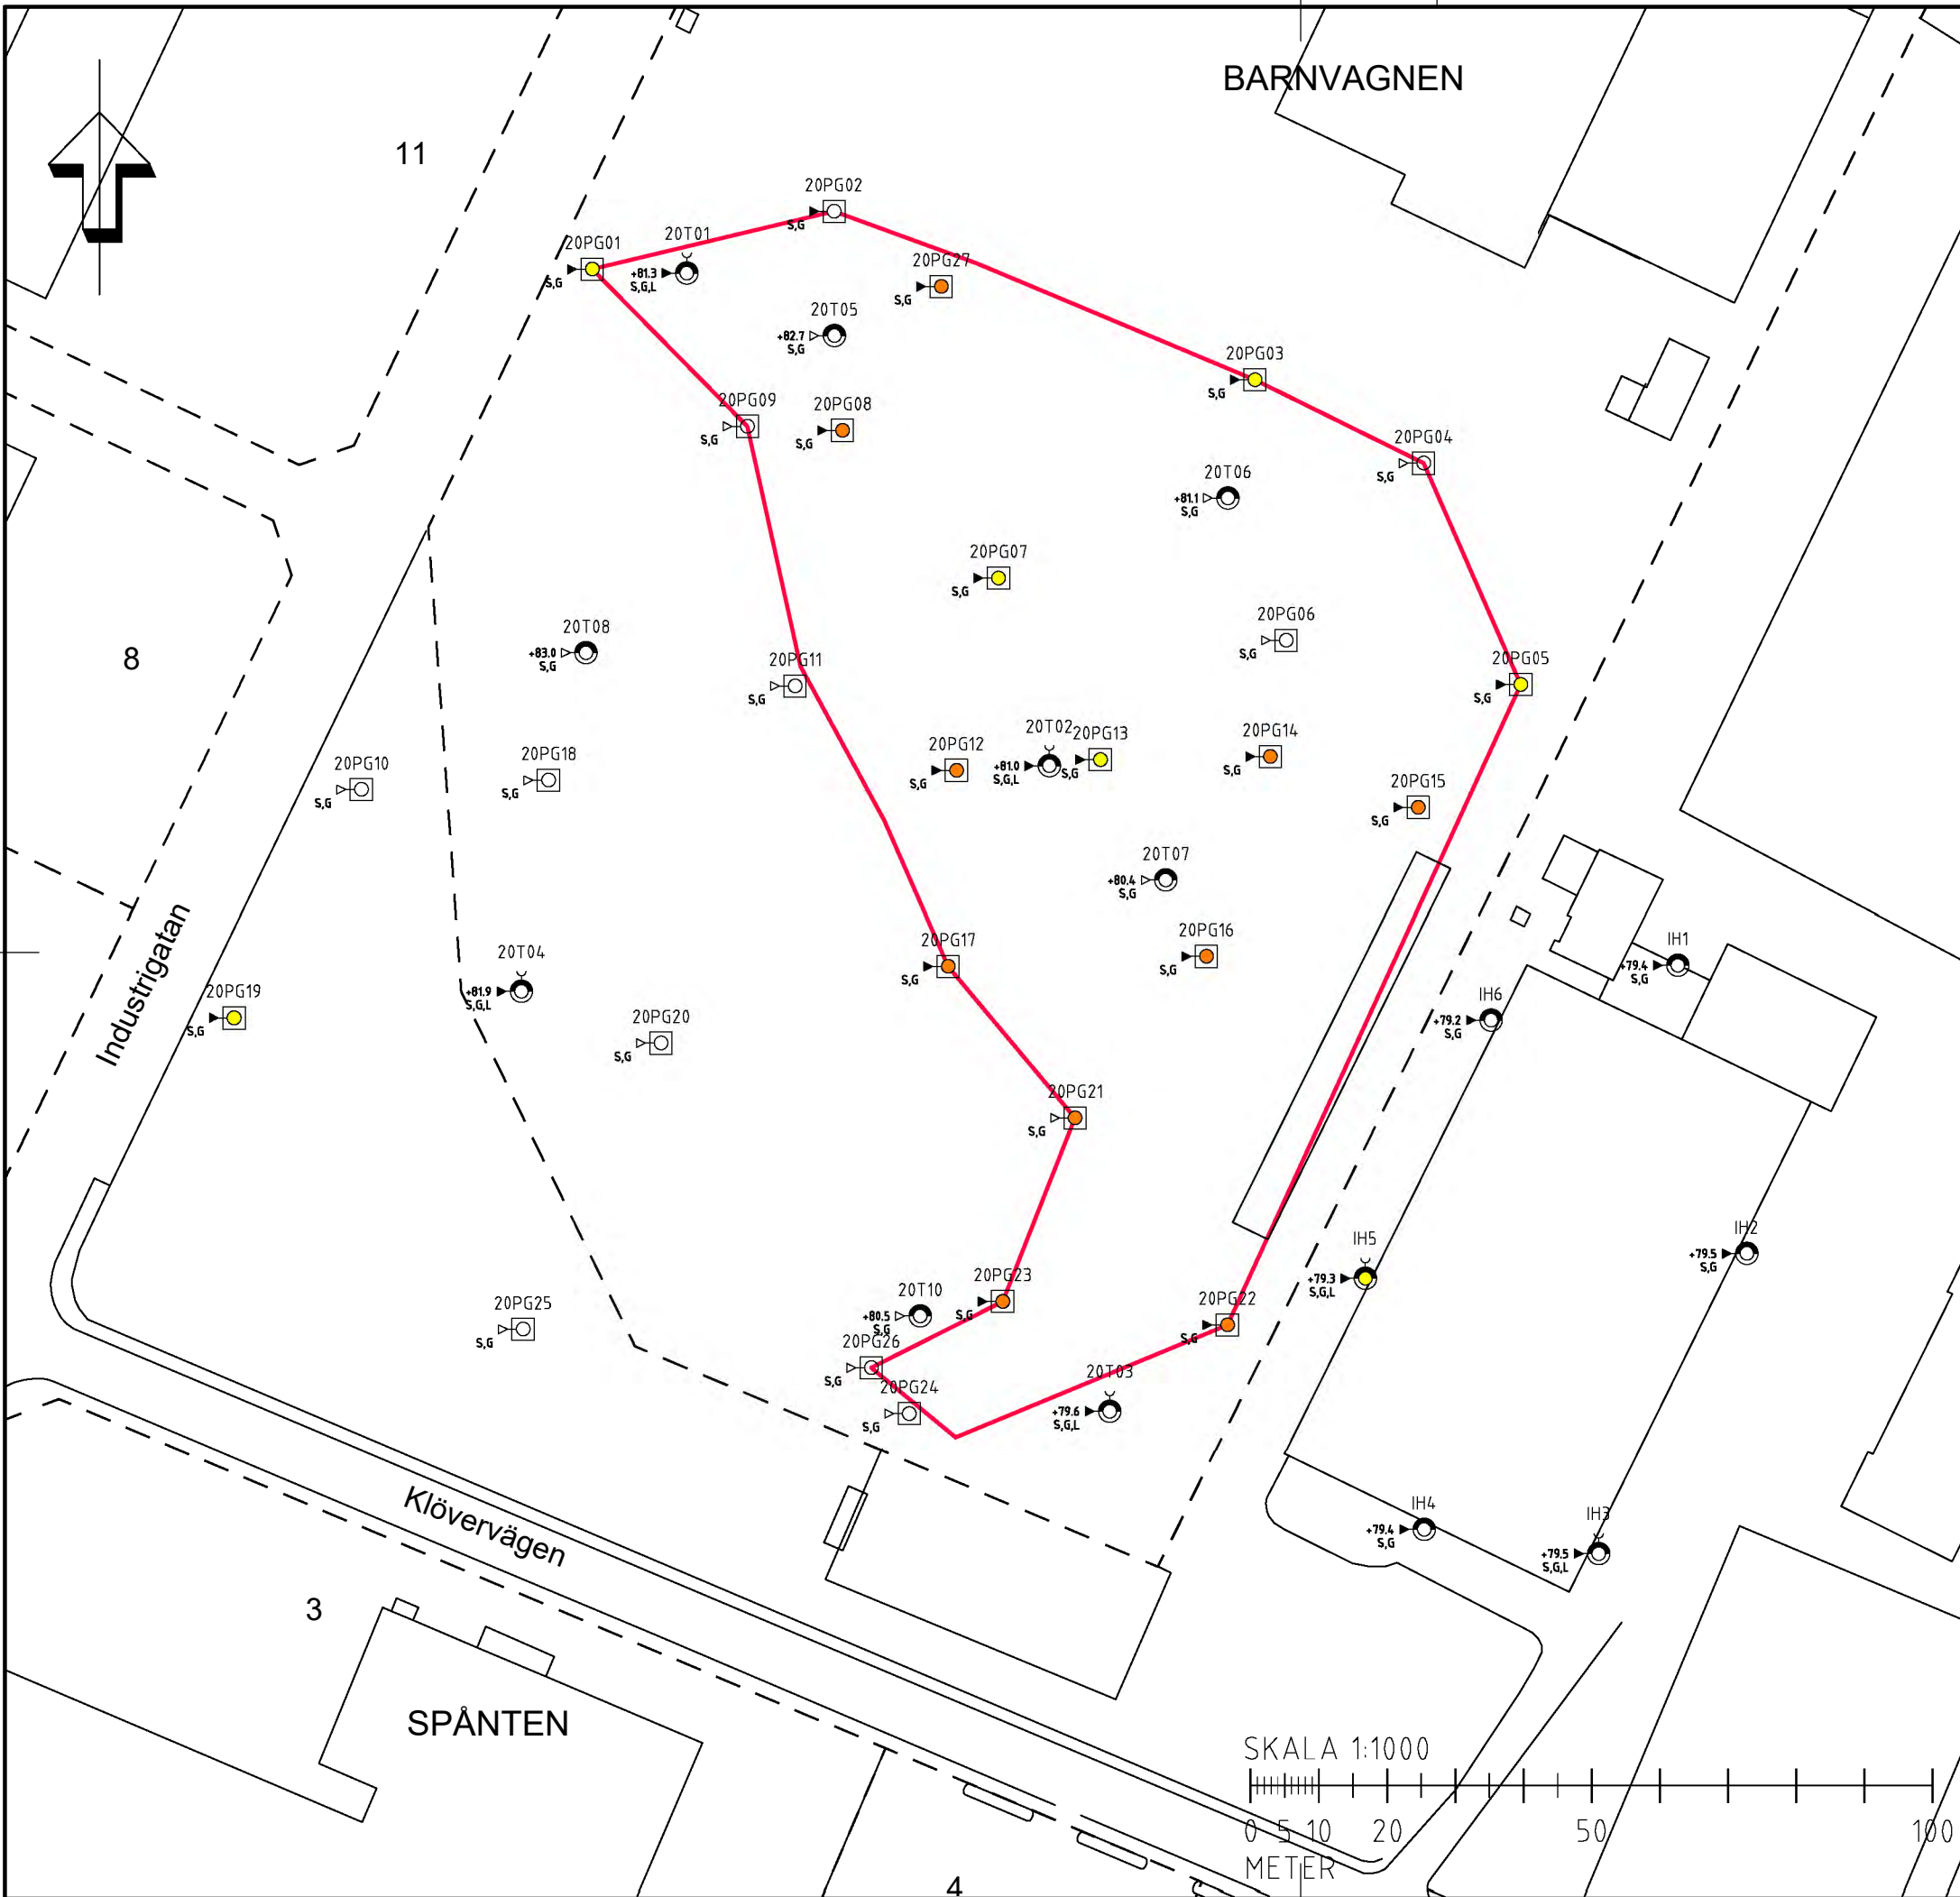 BARNVAGNEN
11
20PG02
S,G
20T01
+81.3
S,G,L
20PG01
S,G
20PG27
S,G
20T05
+82.7
S,G
20PG03
S,G
20PG09
S,G
20PG08
S,G
20PG04
S,G
20T06
+81.1
S,G
20PG07
S,G
20PG06
S,G
20T08
+83.0
S,G
8
20PG11
S,G
20PG05
S,G
20PG10
S,G
20PG18
S,G
20PG12
S,G
20T02
+81.0
S,G,L
20PG13
S,G
20PG14
S,G
20PG15
S,G
20T07
+80.4
S,G
Industrigatan
20PG17
S,G
20PG16
S,G
IH1
+79.4
S,G
20T04
+81.9
S,G,L
20PG19
S,G
20PG20
S,G
IH6
+79.2
S,G
20PG21
S,G
IH5
+79.3
S,G,L
IH2
+79.5
S,G
20PG25
S,G
20T10
+80.5
S,G
20PG23
S,G
20PG22
S,G
20PG26
S,G
20PG24
S,G
20T03
+79.6
S,G,L
Klövervägen
IH4
+79.4
S,G
IH3
+79.5
S,G,L
3
SPÅNTEN
SKALA 1:1000
0 5 10 20 50 100
METER
4